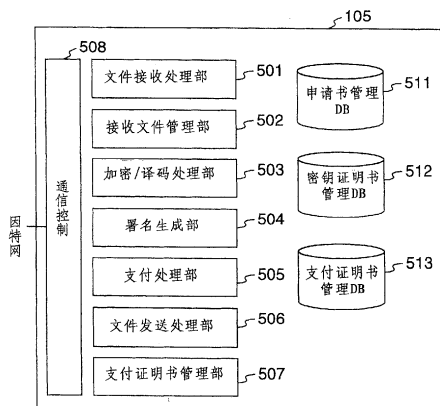 105
508
文件接收处理部
501
申请书管理
DB
511
接收文件管理部
502
加密/译码处理部
503
密钥证明书
管理DB
512
通信控制
因特网
署名生成部
504
支付处理部
505
支付证明书
管理DB
513
文件发送处理部
506
支付证明书管理部
507